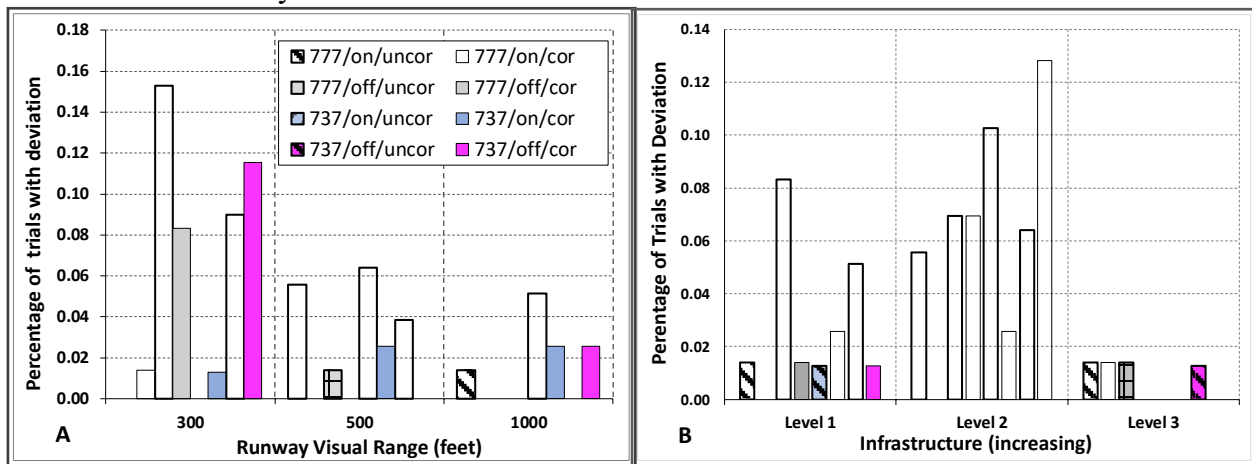 0.18
0.16
0.14
0.12
0.10
0.08
0.06
0.04
0.02
0.00
Percentage of trials with deviation
777/on/uncor 777/on/cor
777/off/uncor 777/off/cor
737/on/uncor 737/on/cor
737/off/uncor 737/off/cor
300 500 1000
A Runway Visual Range (feet)
0.14
0.12
0.10
0.08
0.06
0.04
0.02
0.00
Perentage of Trials with Deviation
Level 1 Level 2 Level 3
B Infrastructure (increasing)